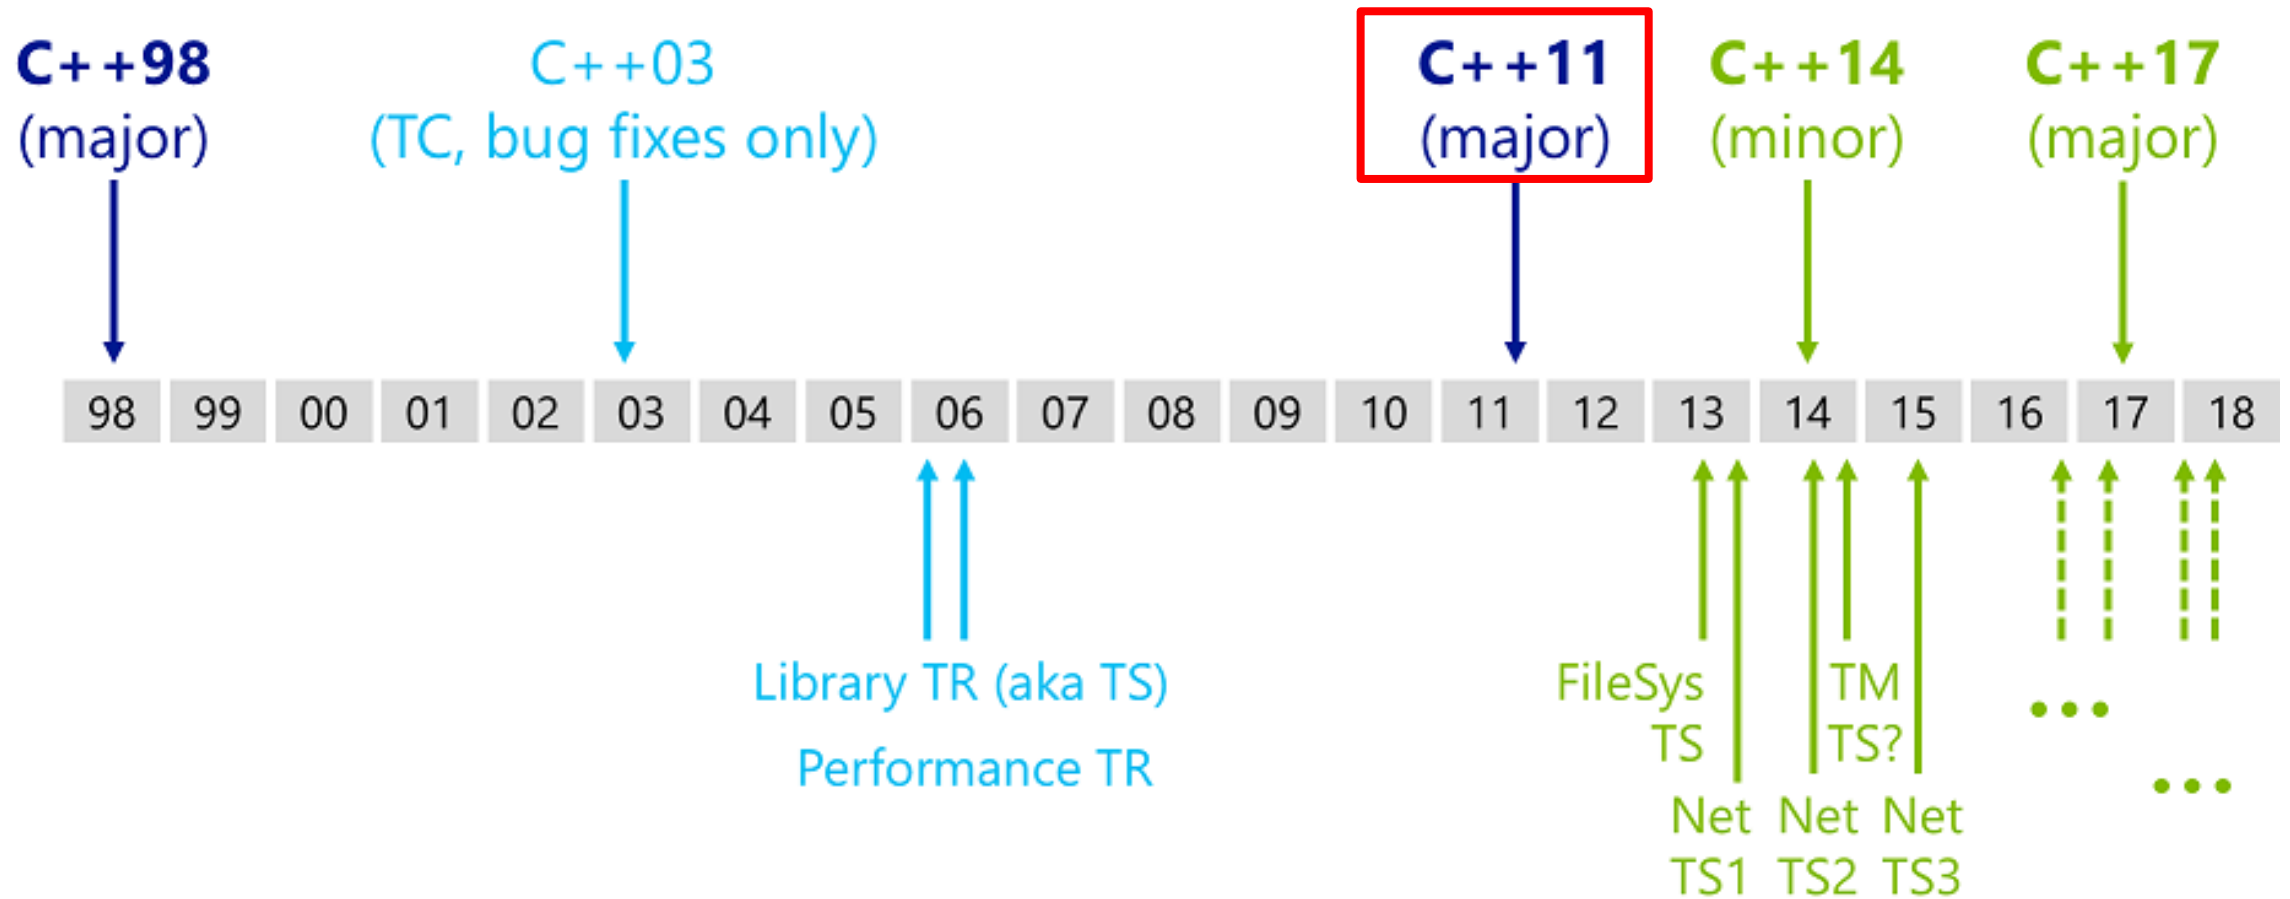 C++98
(major)
C++03
(TC, bug fixes only)
C++11
(major)
C++14
(minor)
C++17
(major)
98 99 00 01 02 03 04 05 06 07 08 09 10 11 12 13 14 15 16 17 18
Library TR (aka TS)
Performance TR
FileSys
TS
TM
TS?
...
...
Net
TS1
Net
TS2
Net
TS3